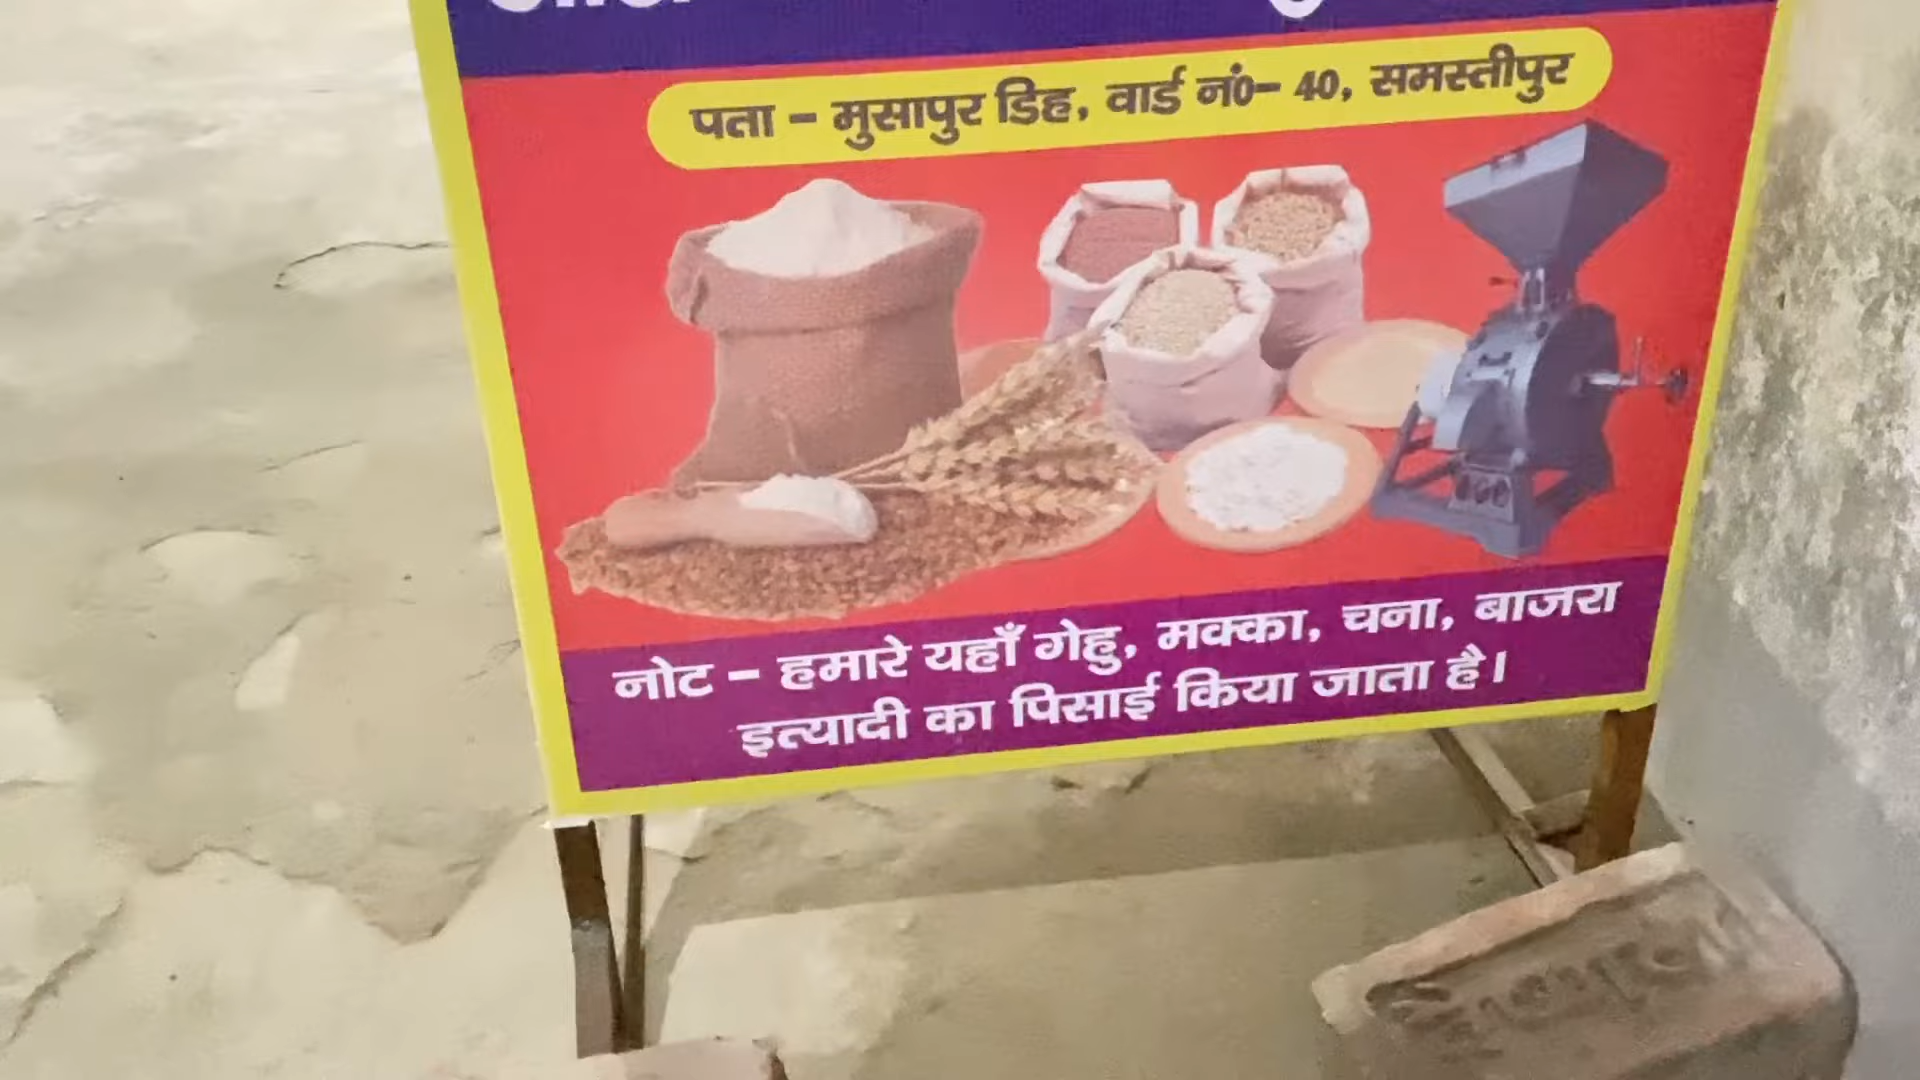 पता – मुसापुर डिह, वार्ड नं0– 40, समस्तीपुर
नोट – हमारे यहाँ गेहु, मक्का, चना, बाजरा
इत्यादी का पिसाई किया जाता है।